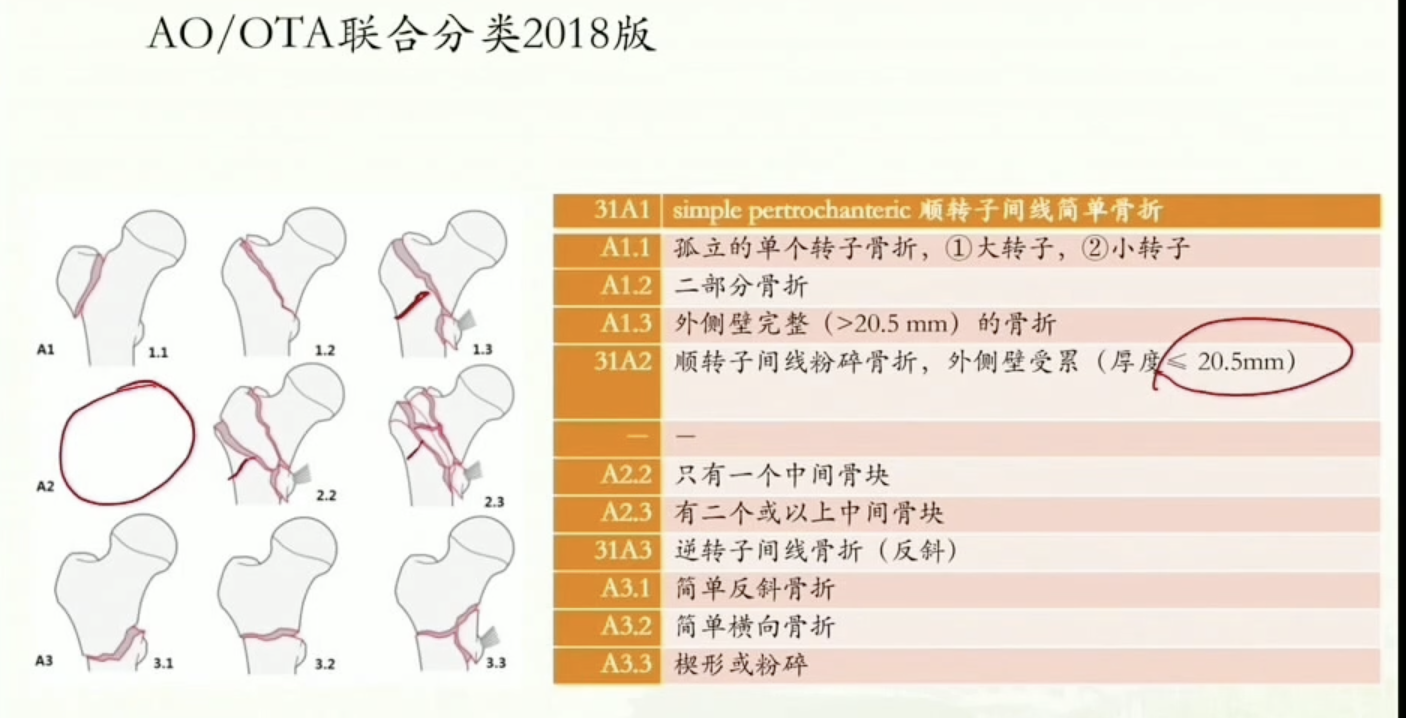 AO/OTA联合分类2018版
A1 1.1 1.2 1.3
A2 2.2 2.3
A3 3.1 3.2 3.3
31A1 simple pertrochanteric 顺转子间线简单骨折
A1.1 孤立的单个转子骨折，①大转子，②小转子
A1.2 二部分骨折
A1.3 外侧壁完整（>20.5 mm）的骨折
31A2 顺转子间线粉碎骨折，外侧壁受累（厚度≤ 20.5mm）
— —
A2.2 只有一个中间骨块
A2.3 有二个或以上中间骨块
31A3 逆转子间线骨折（反斜）
A3.1 简单反斜骨折
A3.2 简单横向骨折
A3.3 楔形或粉碎